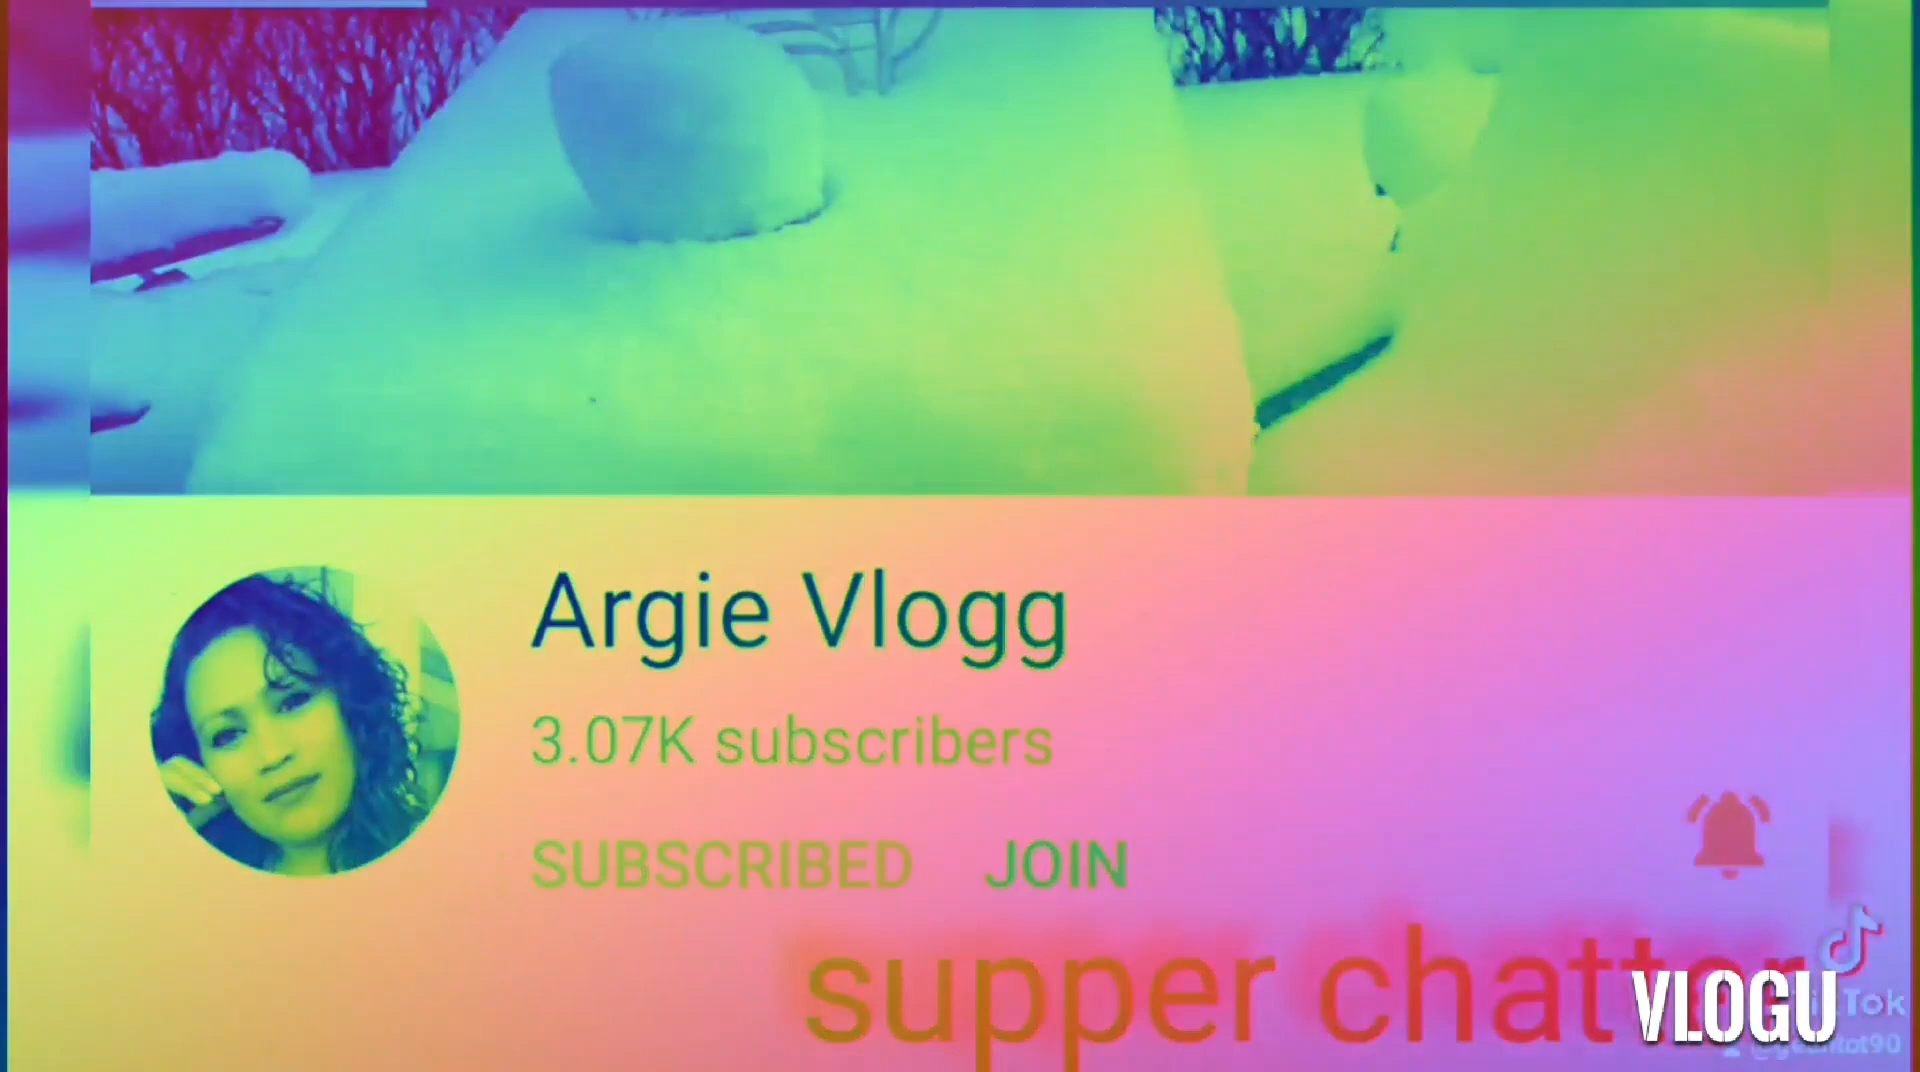 Argie Vlogg
3.07K subscribers
SUBSCRIBED JOIN
supper chatter
VLOGU